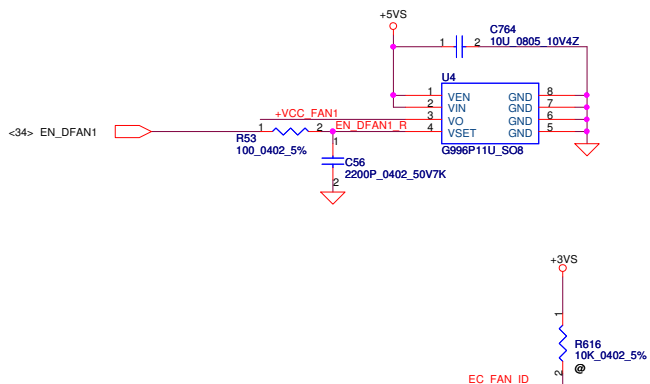 +5VS
C764
10U_0805_10V4Z
1 2
U4
1 VEN GND 8
2 VIN GND 7
+VCC_FAN1 3 VO GND 6
<34> EN_DFAN1 1 2 EN_DFAN1_R 4 VSET GND 5
R53
100_0402_5%
G996P11U_SO8
1
C56
2200P_0402_50V7K
2
+3VS
1
R616
10K_0402_5%
@
2
EC_FAN_ID